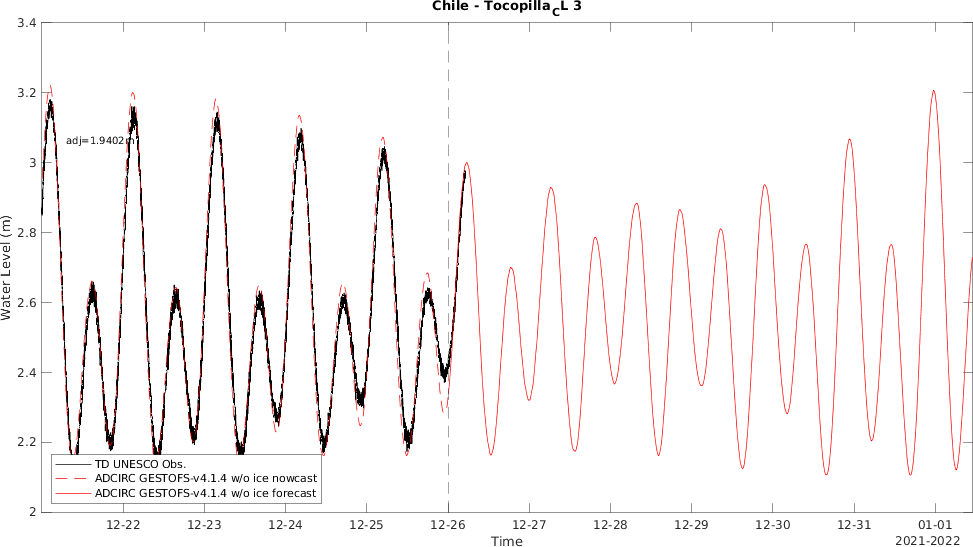 Chile - Tocopilla_CL 3
3.4
3.2
3
2.8
2.6
2.4
2.2
2
Water Level (m)
adj=1.9402m
TD UNESCO Obs.
ADCIRC GESTOFS-v4.1.4 w/o ice nowcast
ADCIRC GESTOFS-v4.1.4 w/o ice forecast
12-22
12-23
12-24
12-25
12-26
12-27
12-28
12-29
12-30
12-31
01-01
Time
2021-2022